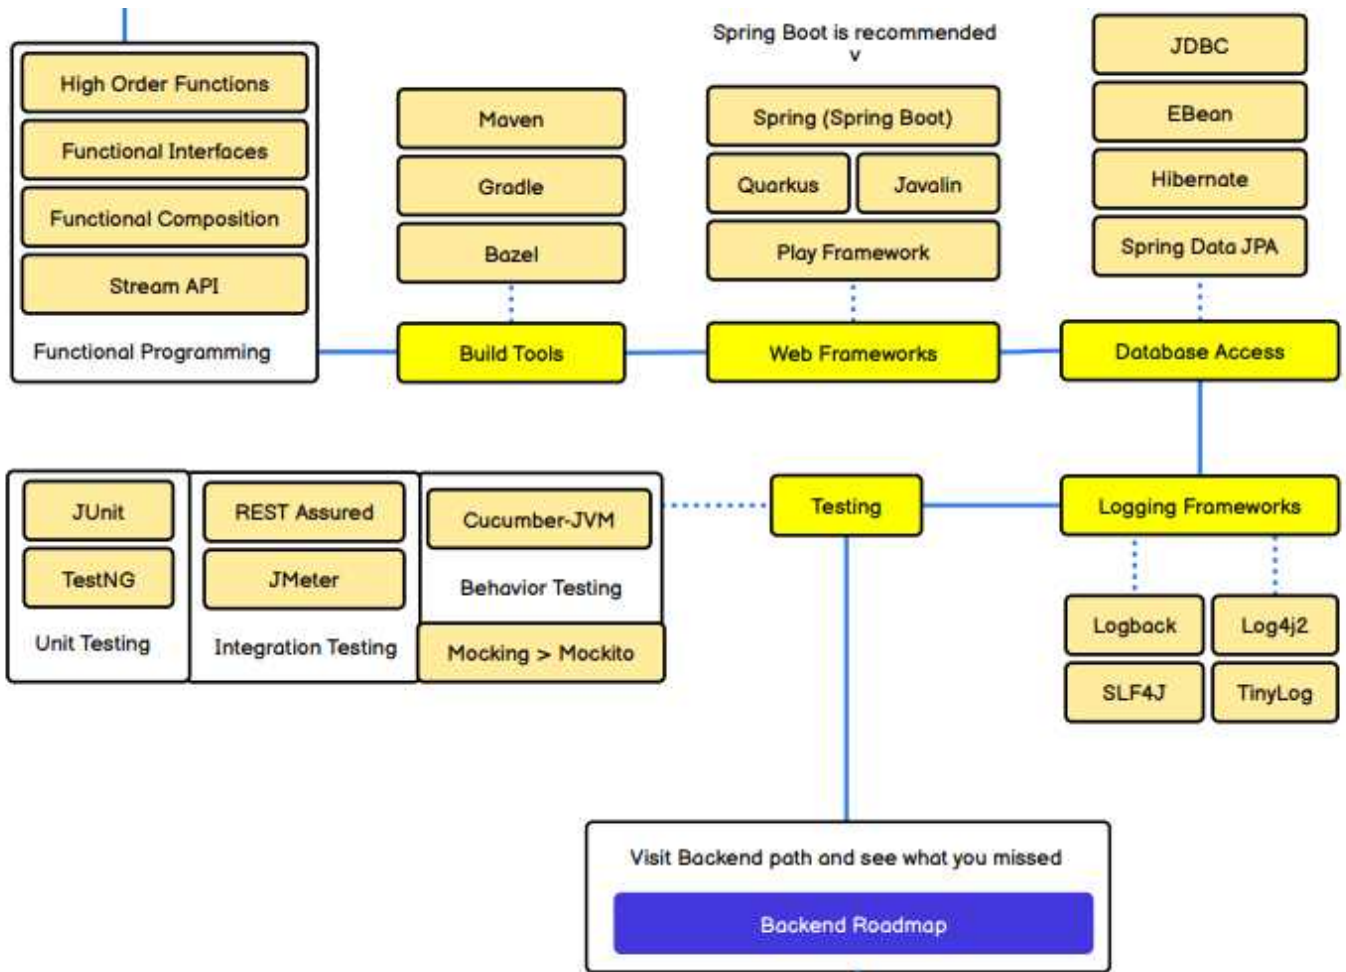 High Order Functions
Functional Interfaces
Functional Composition
Stream API
Functional Programming
Maven
Gradle
Bazel
Build Tools
Spring Boot is recommended
v
Spring (Spring Boot)
Quarkus
Javalin
Play Framework
Web Frameworks
JDBC
EBean
Hibernate
Spring Data JPA
Database Access
JUnit
TestNG
Unit Testing
REST Assured
JMeter
Integration Testing
Cucumber-JVM
Behavior Testing
Mocking > Mockito
Testing
Logging Frameworks
Logback
Log4j2
SLF4J
TinyLog
Visit Backend path and see what you missed
Backend Roadmap